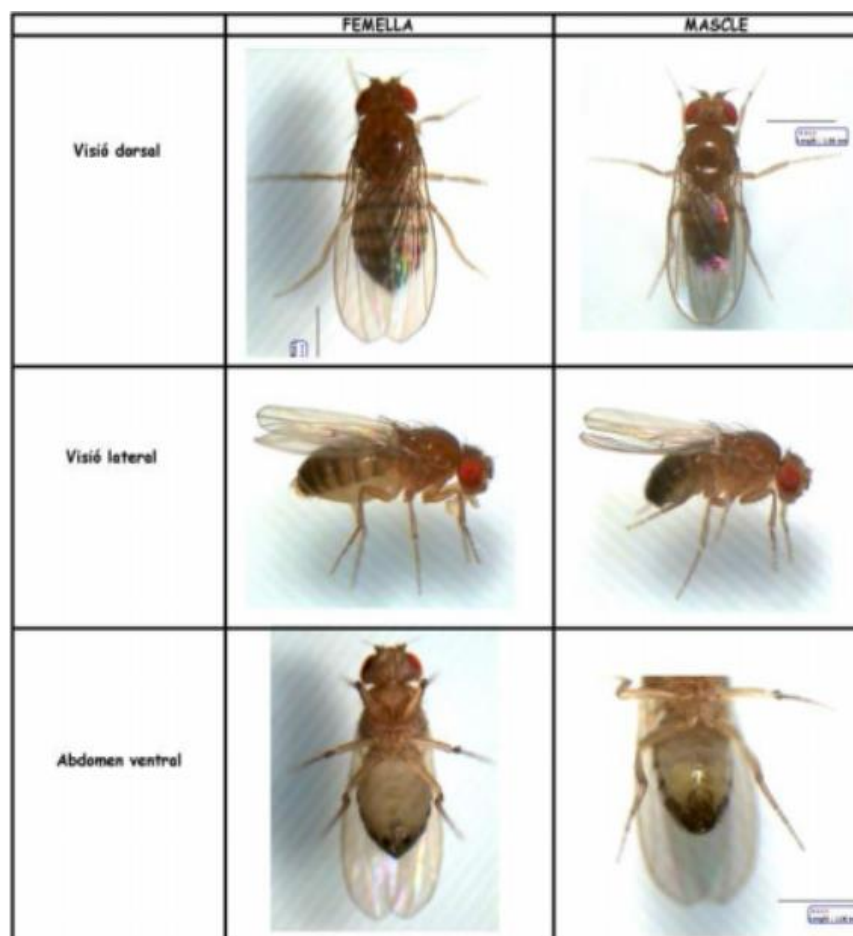 FEMELLA
MASCLE
Visió dorsal
Visió lateral
Abdomen ventral